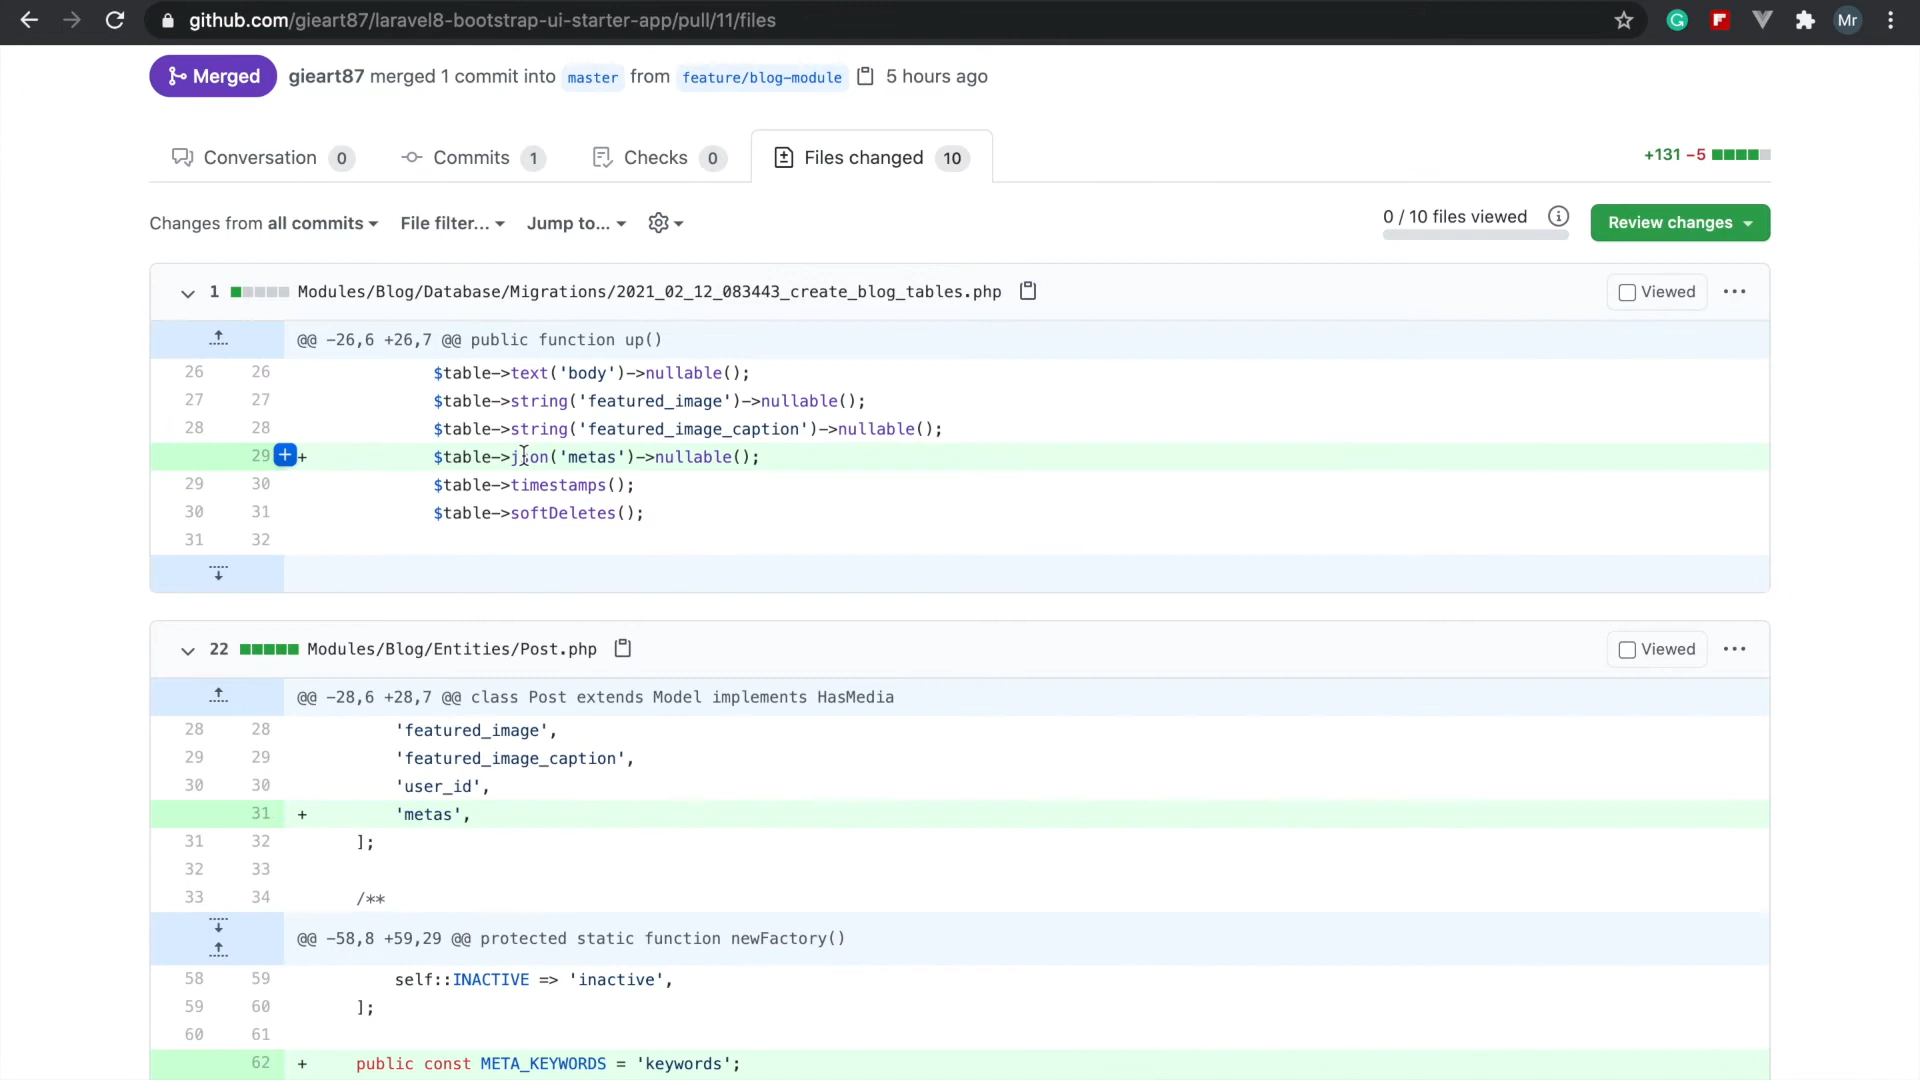 github.com/gieart87/laravel8-bootstrap-ui-starter-app/pull/11/files
Mr
Merged gieart87 merged 1 commit into master from feature/blog-module 5 hours ago
Conversation 0 Commits 1 Checks 0 Files changed 10 +131 −5
Changes from all commits File filter... Jump to... 0 / 10 files viewed Review changes
1 Modules/Blog/Database/Migrations/2021_02_12_083443_create_blog_tables.php Viewed
@@ -26,6 +26,7 @@ public function up()
26 26 $table->text('body')->nullable();
27 27 $table->string('featured_image')->nullable();
28 28 $table->string('featured_image_caption')->nullable();
29 + $table->json('metas')->nullable();
29 30 $table->timestamps();
30 31 $table->softDeletes();
31 32
22 Modules/Blog/Entities/Post.php Viewed
@@ -28,6 +28,7 @@ class Post extends Model implements HasMedia
28 28 'featured_image',
29 29 'featured_image_caption',
30 30 'user_id',
31 + 'metas',
31 32 ];
32 33
33 34 /**
@@ -58,8 +59,29 @@ protected static function newFactory()
58 59 self::INACTIVE => 'inactive',
59 60 ];
60 61
62 + public const META_KEYWORDS = 'keywords';